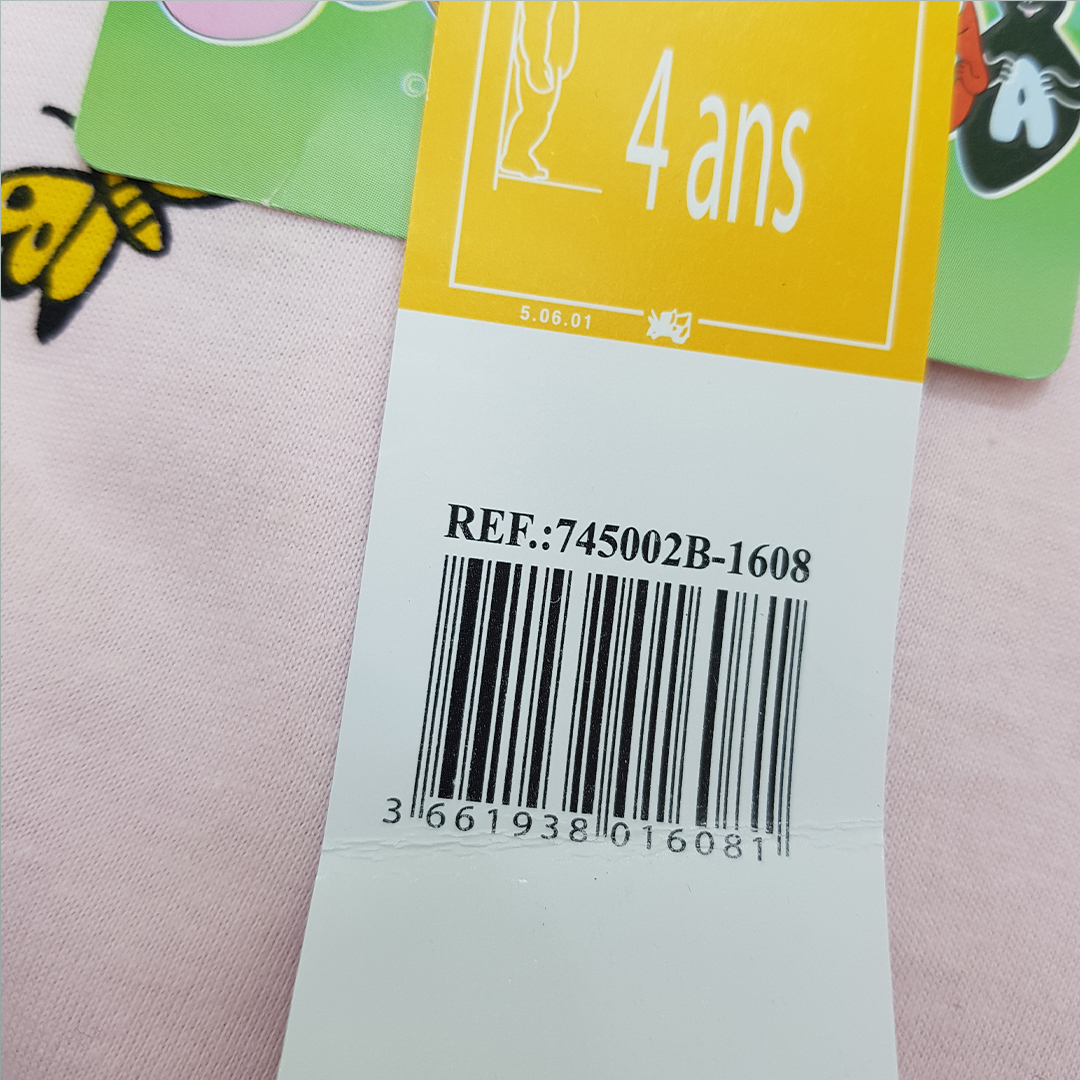 ©
4 ans
A
5.06.01
REF.:745002B-1608
3 661938 016081